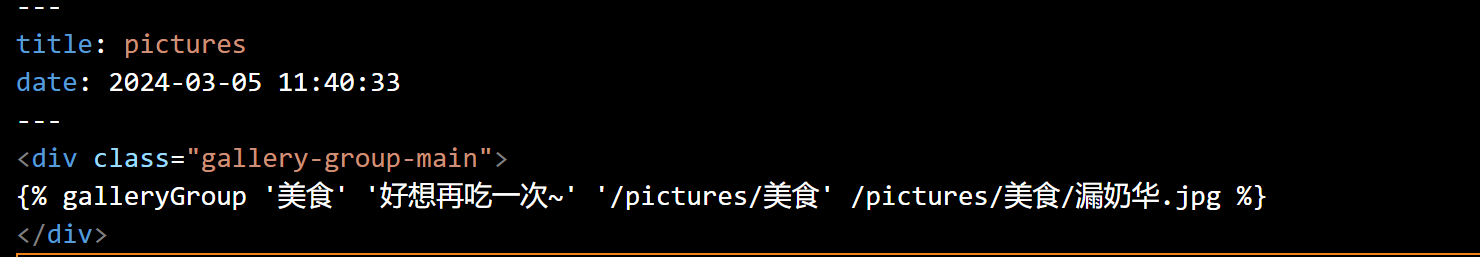 ---
title: pictures
date: 2024-03-05 11:40:33
---
<div class="gallery-group-main">
{% galleryGroup '美食' '好想再吃一次~' '/pictures/美食' /pictures/美食/漏奶华.jpg %}
</div>